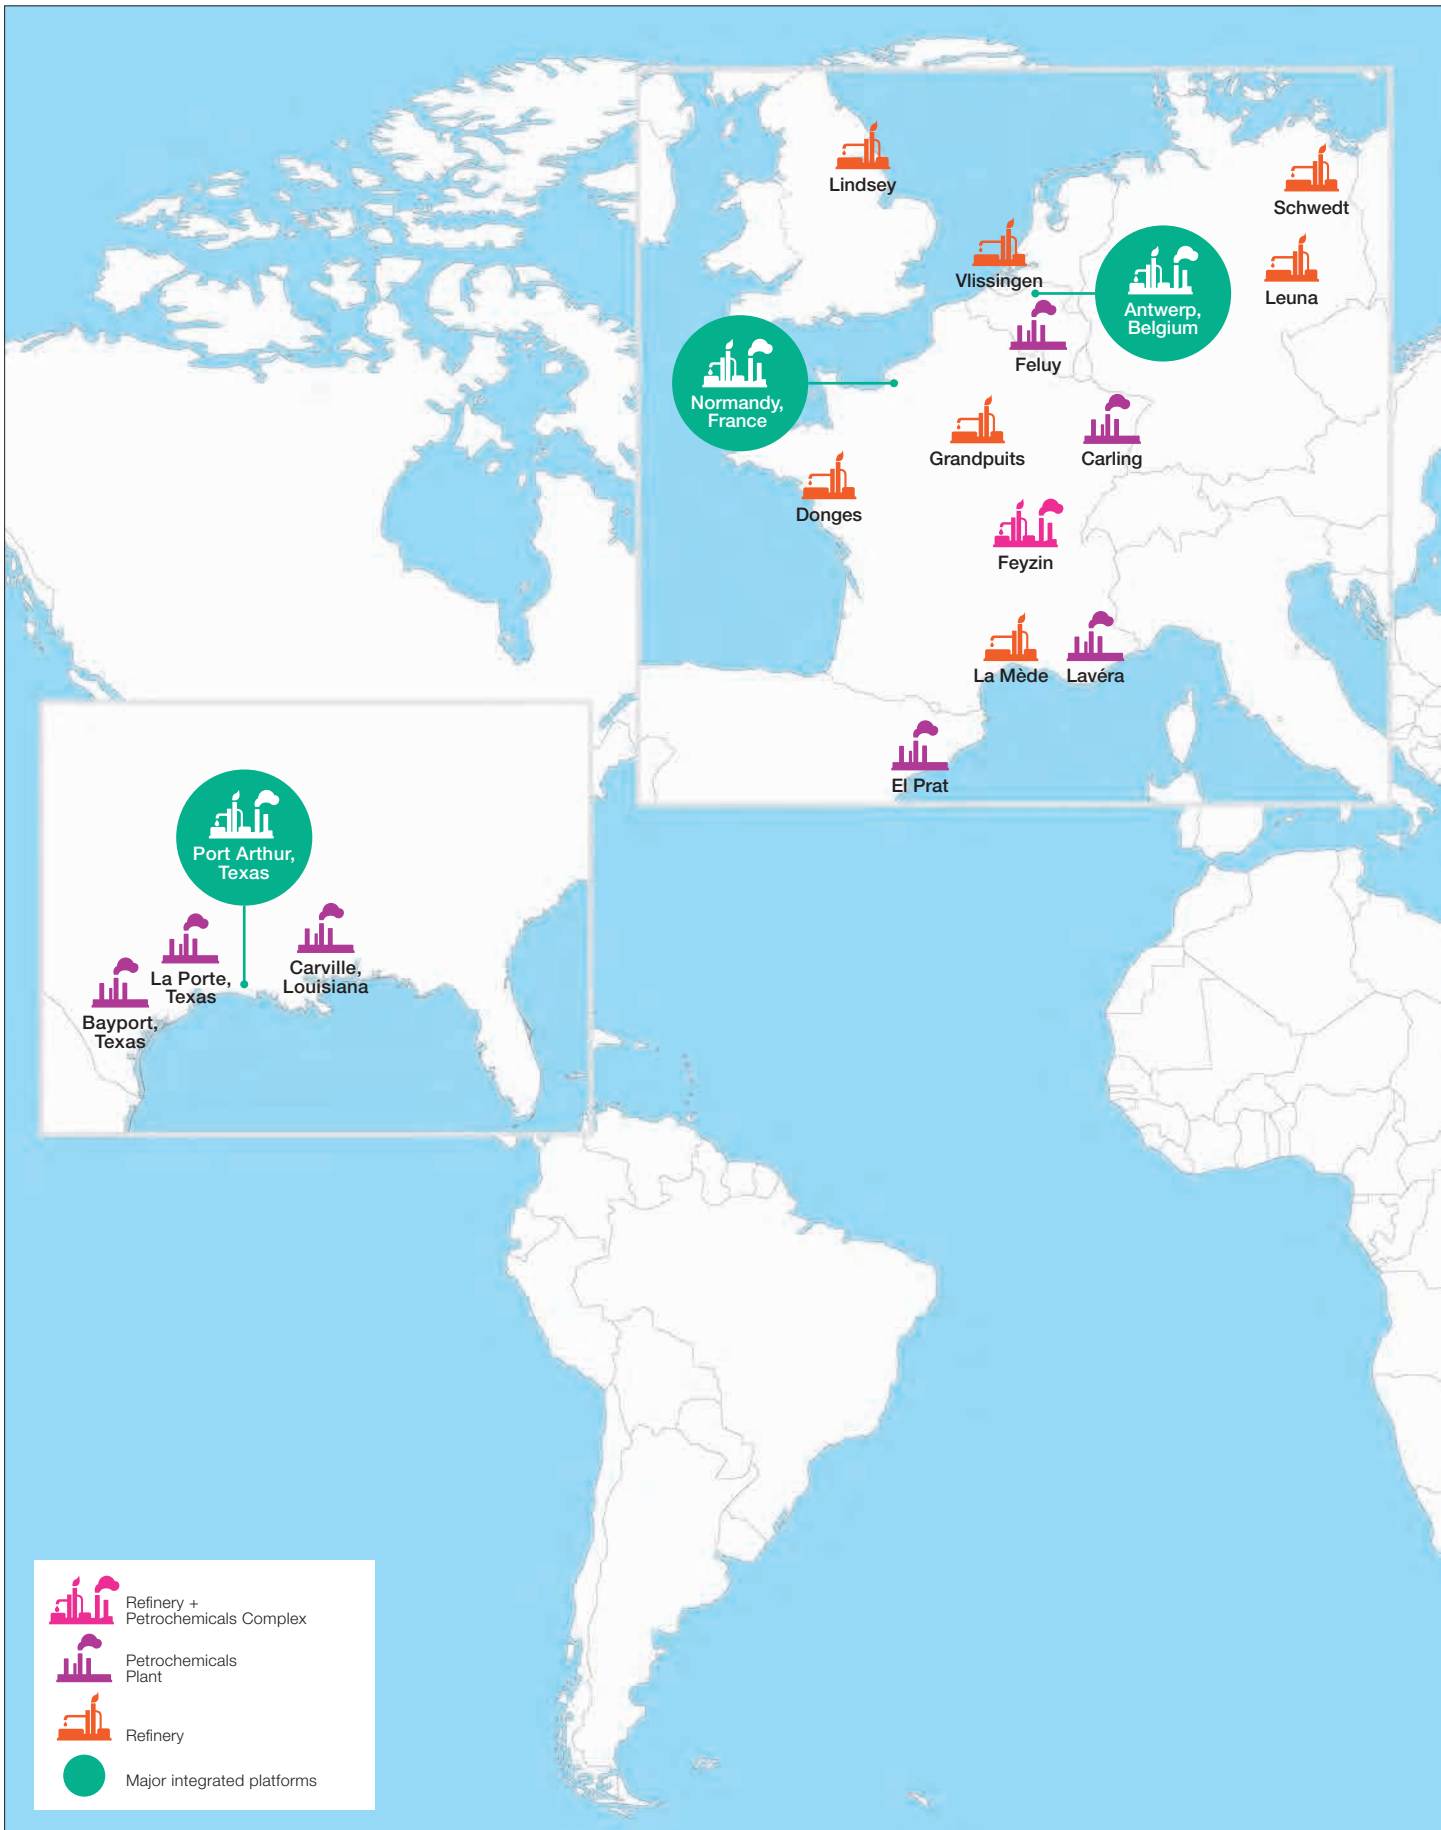 Lindsey
Schwedt
Vlissingen
Leuna
Antwerp,
Belgium
Feluy
Normandy,
France
Grandpuits
Carling
Donges
Feyzin
La Mède
Lavéra
El Prat
Port Arthur,
Texas
La Porte,
Texas
Carville,
Louisiana
Bayport,
Texas
Refinery +
Petrochemicals Complex
Petrochemicals
Plant
Refinery
Major integrated platforms